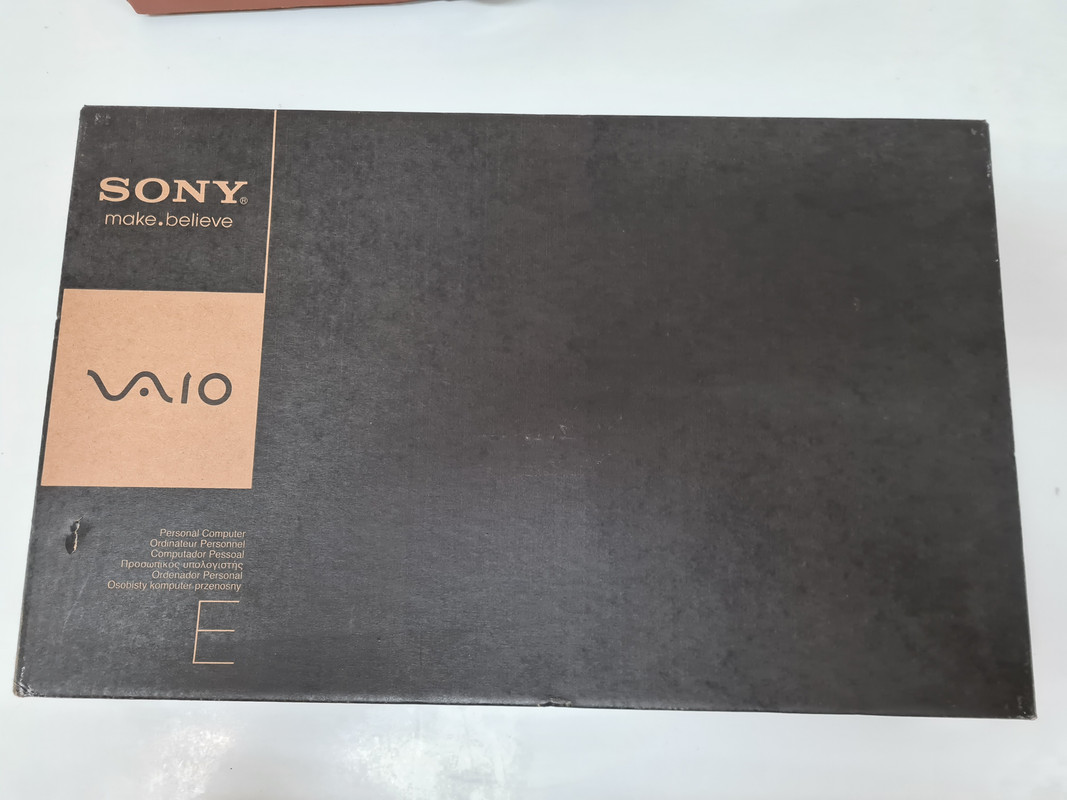 SONY®
make.believe
VAIO
Personal Computer
Ordinateur Personnel
Computador Pessoal
Προσωπικός υπολογιστής
Ordenador Personal
Osobisty komputer przenośny
E